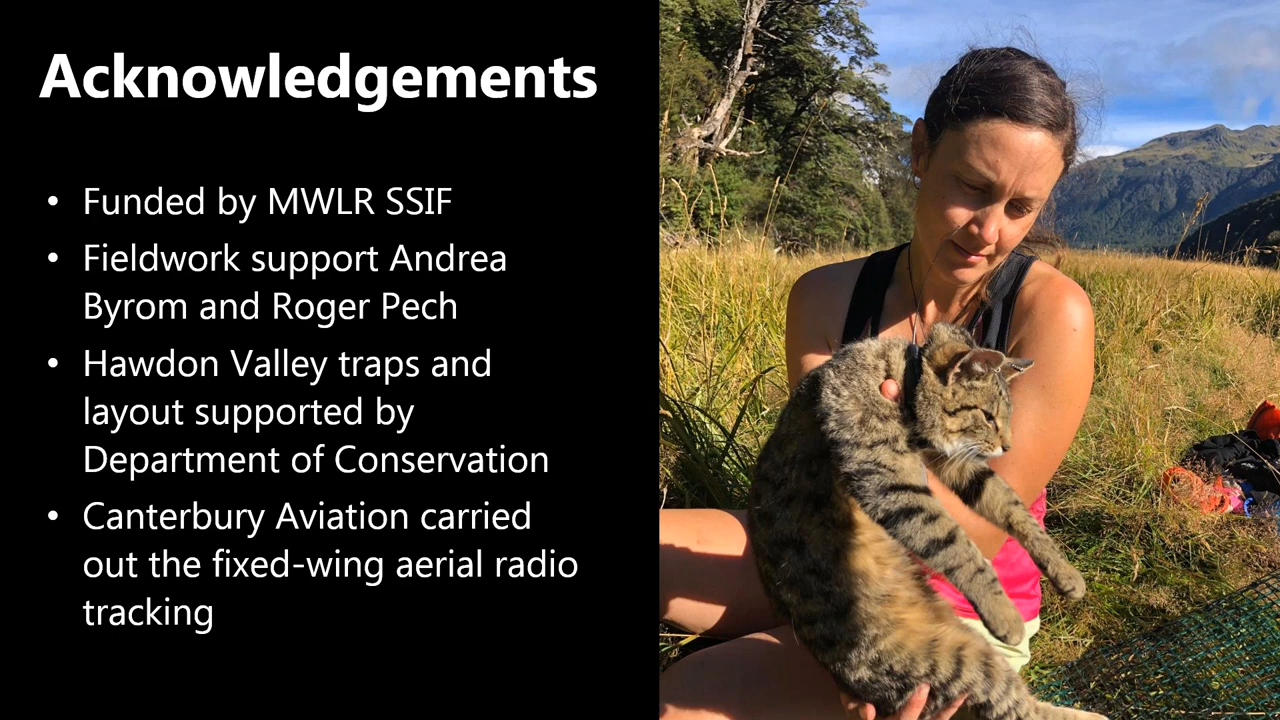 Acknowledgements
• Funded by MWLR SSIF
• Fieldwork support Andrea
Byrom and Roger Pech
• Hawdon Valley traps and
layout supported by
Department of Conservation
• Canterbury Aviation carried
out the fixed-wing aerial radio
tracking